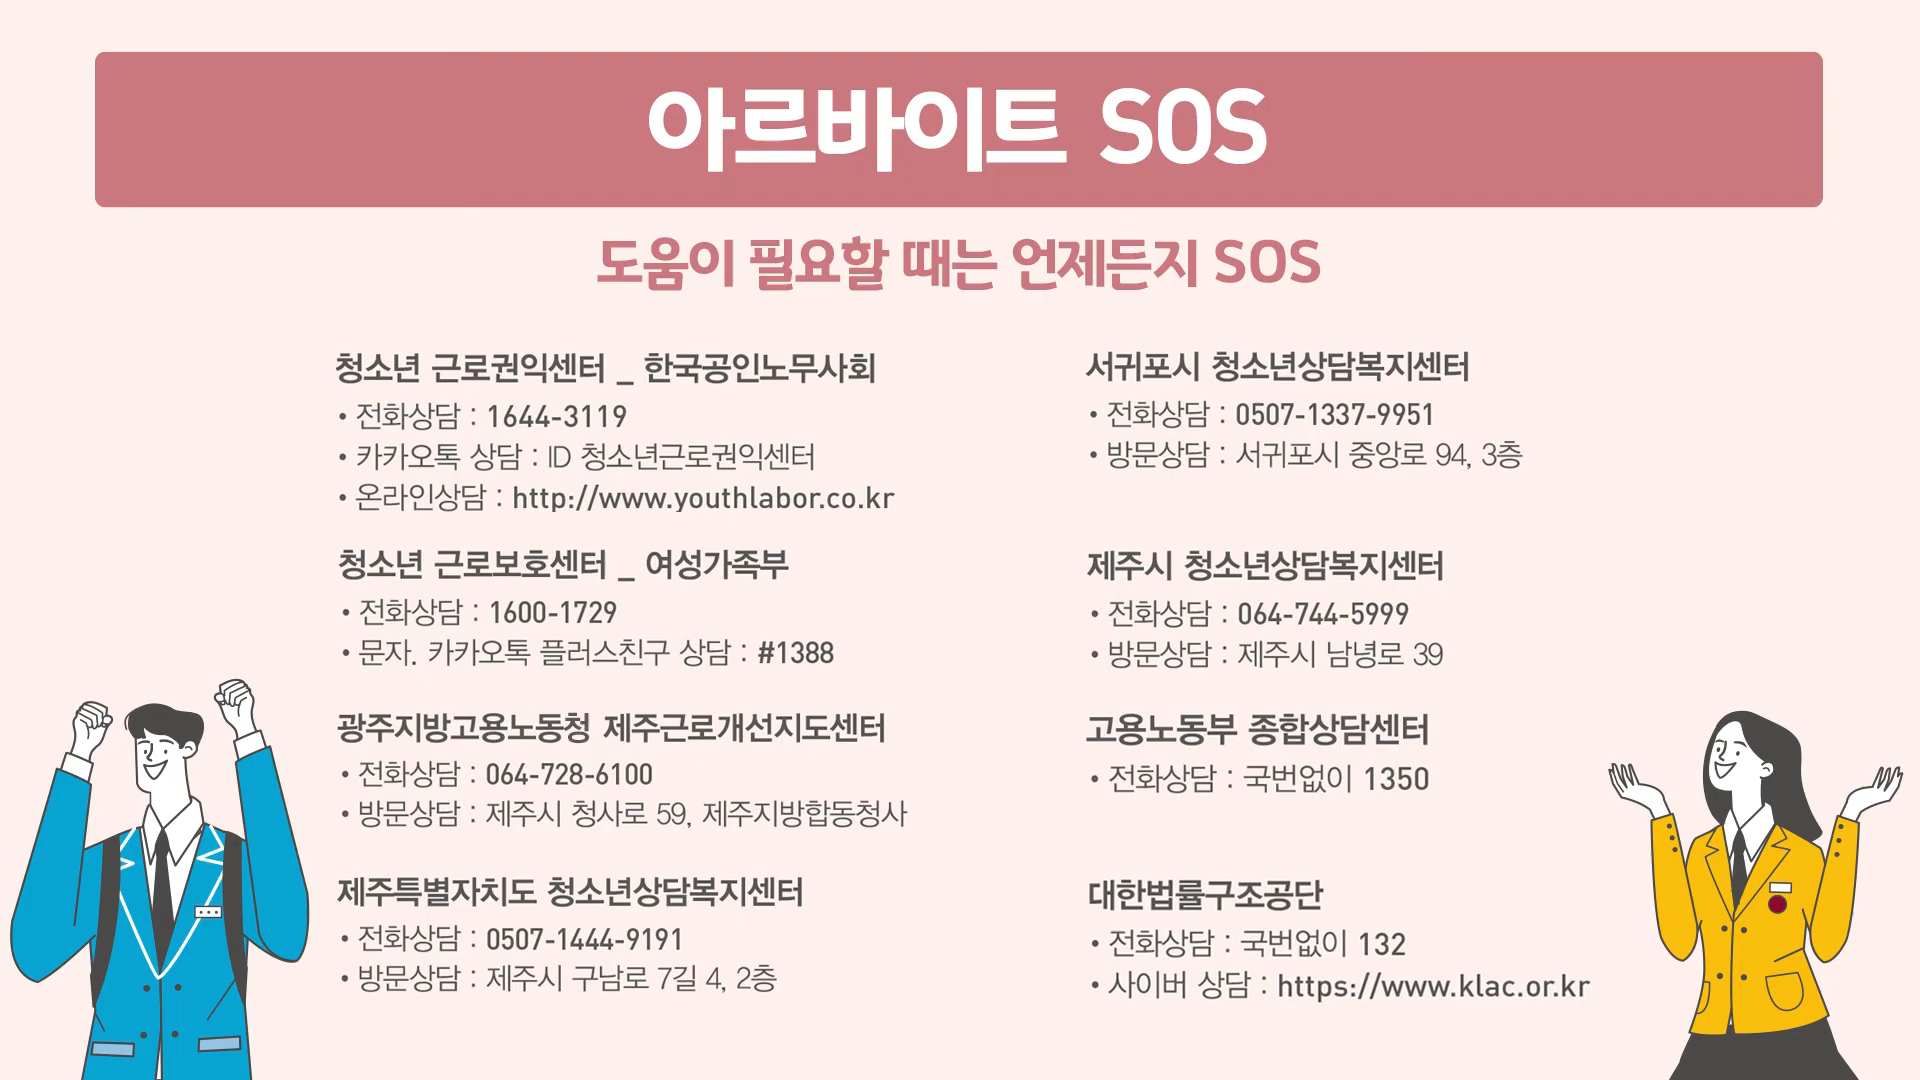 아르바이트 SOS
도움이 필요할 때는 언제든지 SOS
청소년 근로권익센터 _ 한국공인노무사회
• 전화상담 : 1644-3119
• 카카오톡 상담 : ID 청소년근로권익센터
• 온라인상담 : http://www.youthlabor.co.kr
청소년 근로보호센터 _ 여성가족부
• 전화상담 : 1600-1729
• 문자. 카카오톡 플러스친구 상담 : #1388
광주지방고용노동청 제주근로개선지도센터
• 전화상담 : 064-728-6100
• 방문상담 : 제주시 청사로 59, 제주지방합동청사
제주특별자치도 청소년상담복지센터
• 전화상담 : 0507-1444-9191
• 방문상담 : 제주시 구남로 7길 4, 2층
서귀포시 청소년상담복지센터
• 전화상담 : 0507-1337-9951
• 방문상담 : 서귀포시 중앙로 94, 3층
제주시 청소년상담복지센터
• 전화상담 : 064-744-5999
• 방문상담 : 제주시 남녕로 39
고용노동부 종합상담센터
• 전화상담 : 국번없이 1350
대한법률구조공단
• 전화상담 : 국번없이 132
• 사이버 상담 : https://www.klac.or.kr